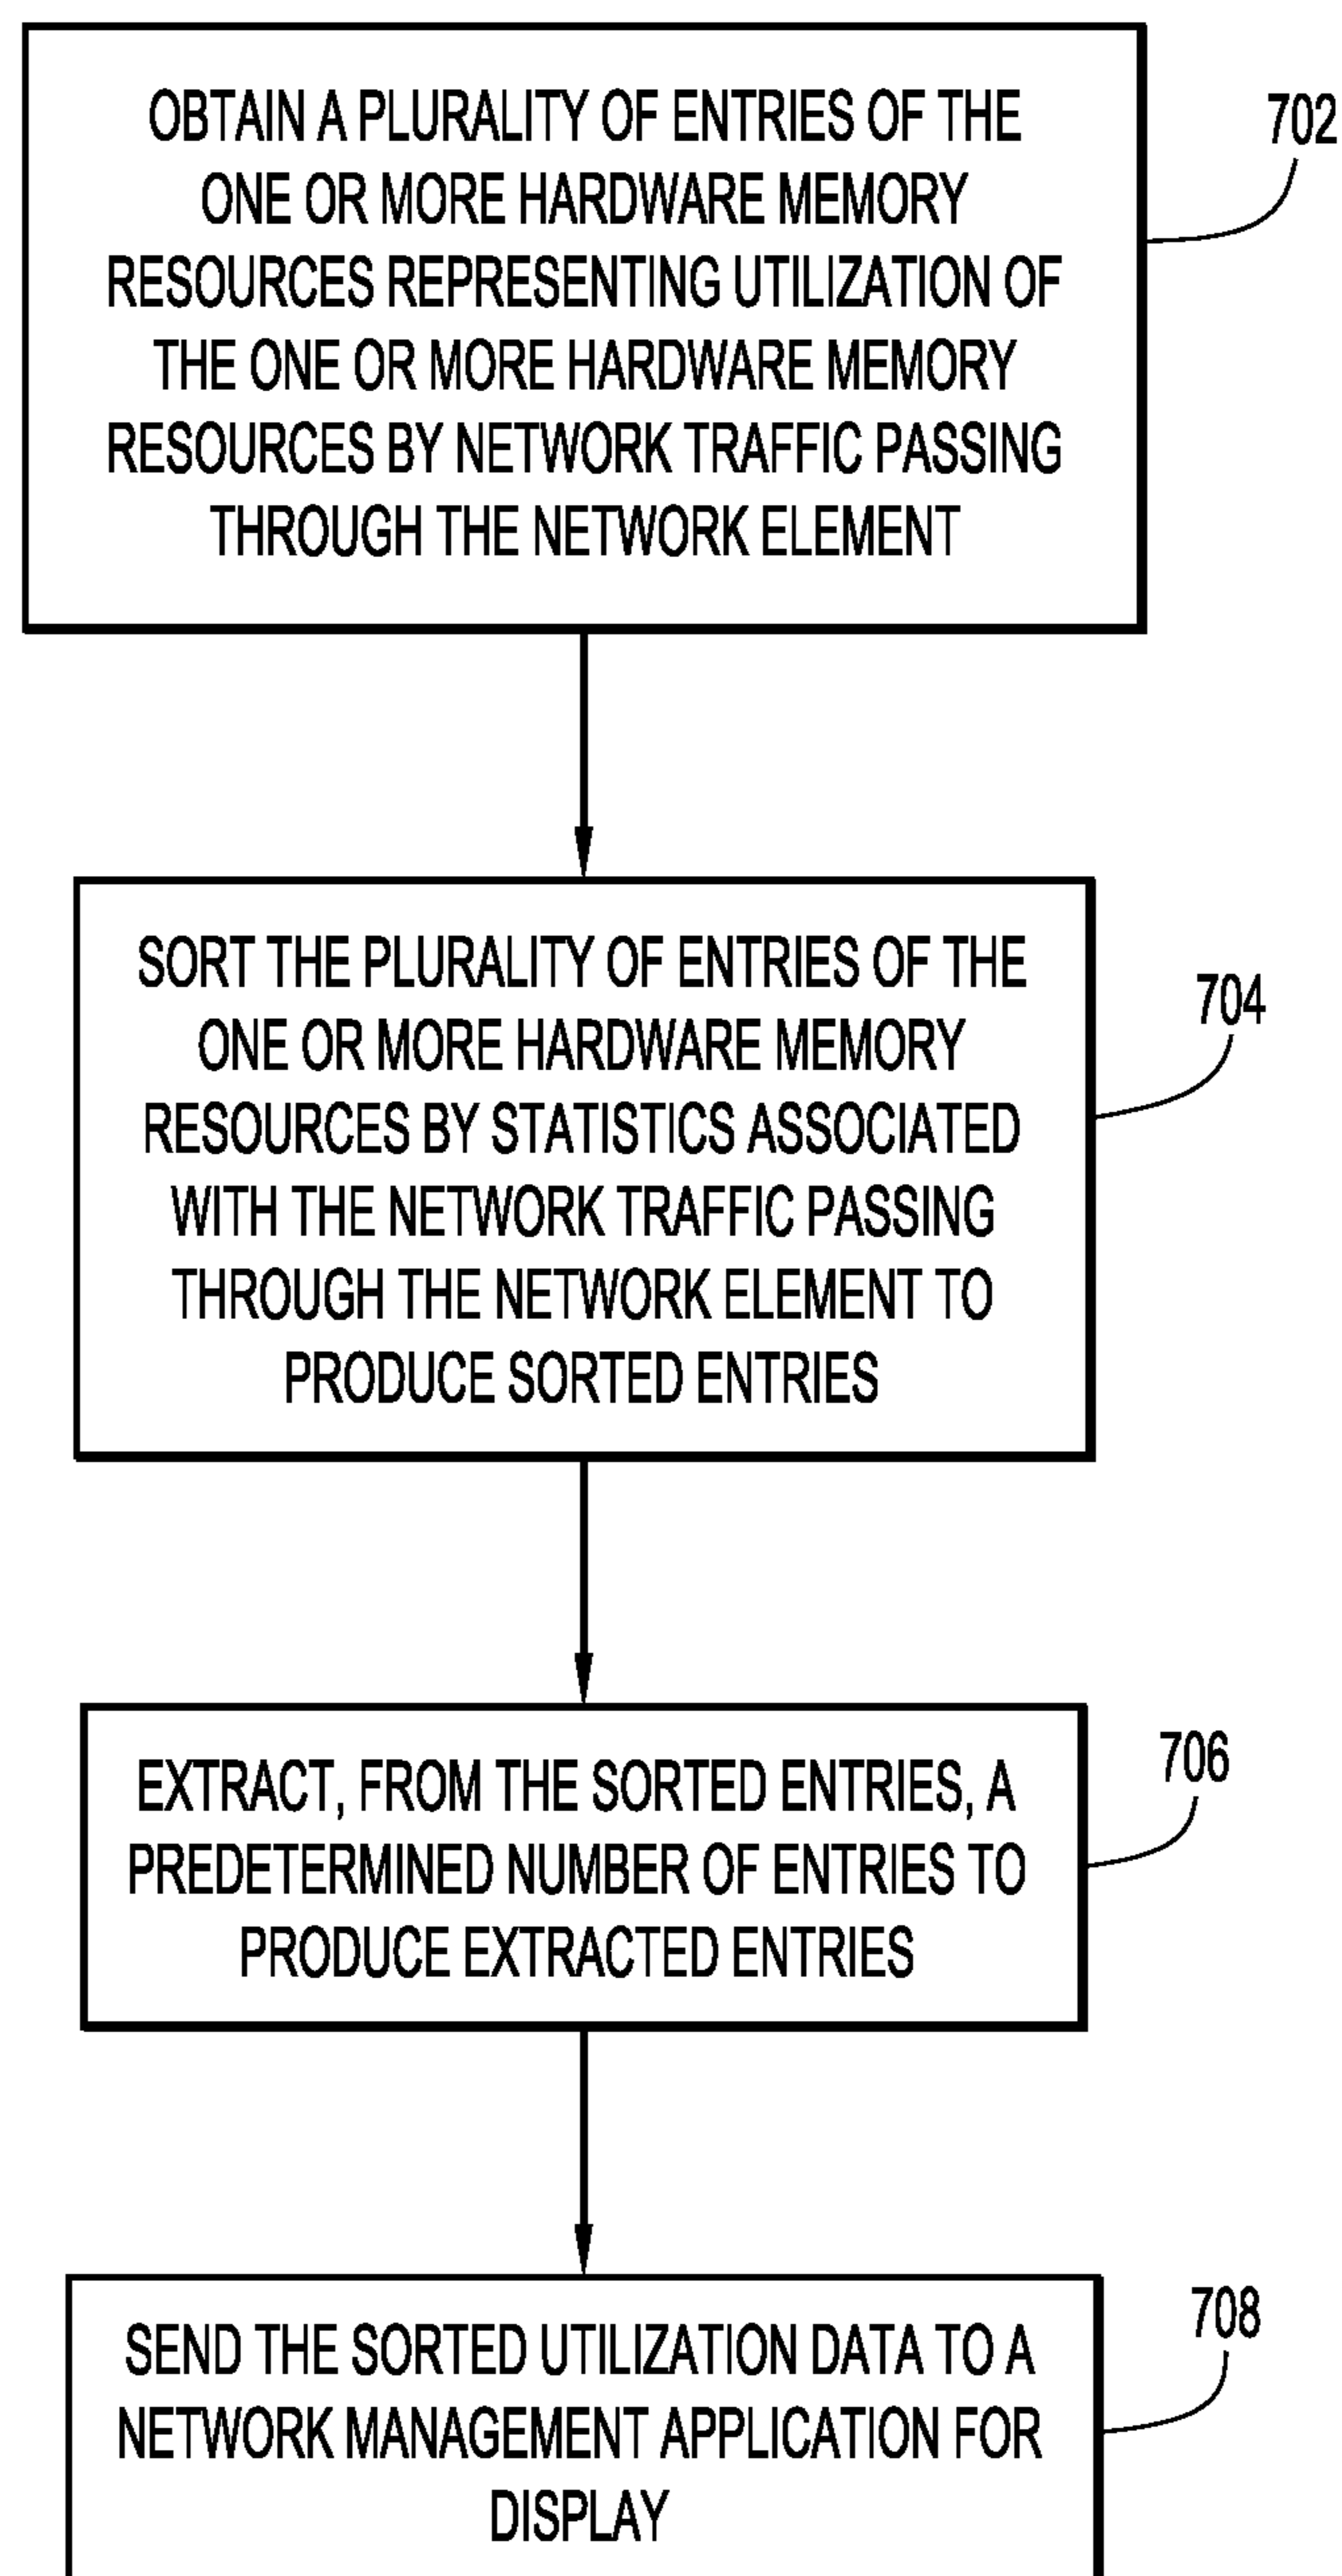 OBTAIN A PLURALITY OF ENTRIES OF THE
ONE OR MORE HARDWARE MEMORY
RESOURCES REPRESENTING UTILIZATION OF
THE ONE OR MORE HARDWARE MEMORY
RESOURCES BY NETWORK TRAFFIC PASSING
THROUGH THE NETWORK ELEMENT
702
SORT THE PLURALITY OF ENTRIES OF THE
ONE OR MORE HARDWARE MEMORY
RESOURCES BY STATISTICS ASSOCIATED
WITH THE NETWORK TRAFFIC PASSING
THROUGH THE NETWORK ELEMENT TO
PRODUCE SORTED ENTRIES
704
EXTRACT, FROM THE SORTED ENTRIES, A
PREDETERMINED NUMBER OF ENTRIES TO
PRODUCE EXTRACTED ENTRIES
706
SEND THE SORTED UTILIZATION DATA TO A
NETWORK MANAGEMENT APPLICATION FOR
DISPLAY
708